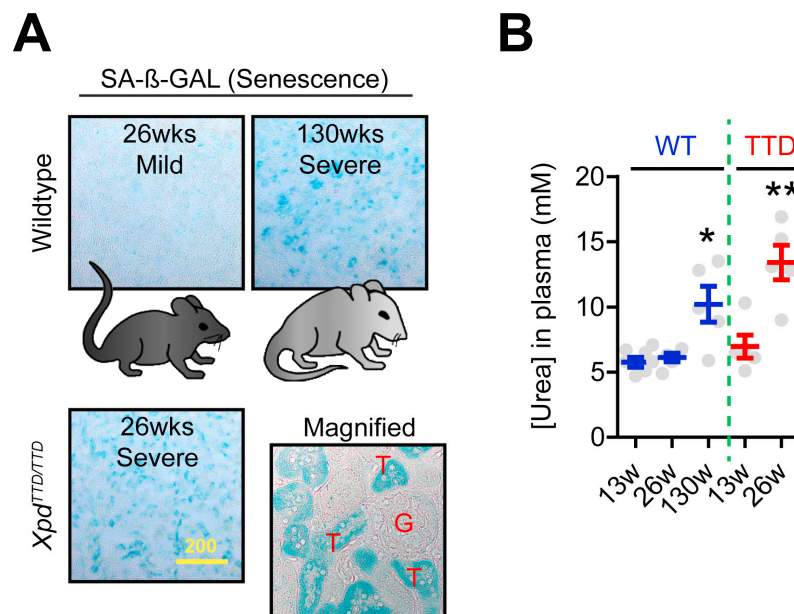 A
SA-ß-GAL (Senescence)
Wildtype
26wks
Mild
130wks
Severe
Xpd^TTD/TTD
26wks
Severe
200
Magnified
T
G
T
T
B
WT
TTD
[Urea] in plasma (mM)
20
15
10
5
0
*
**
13w
26w
130w
13w
26w